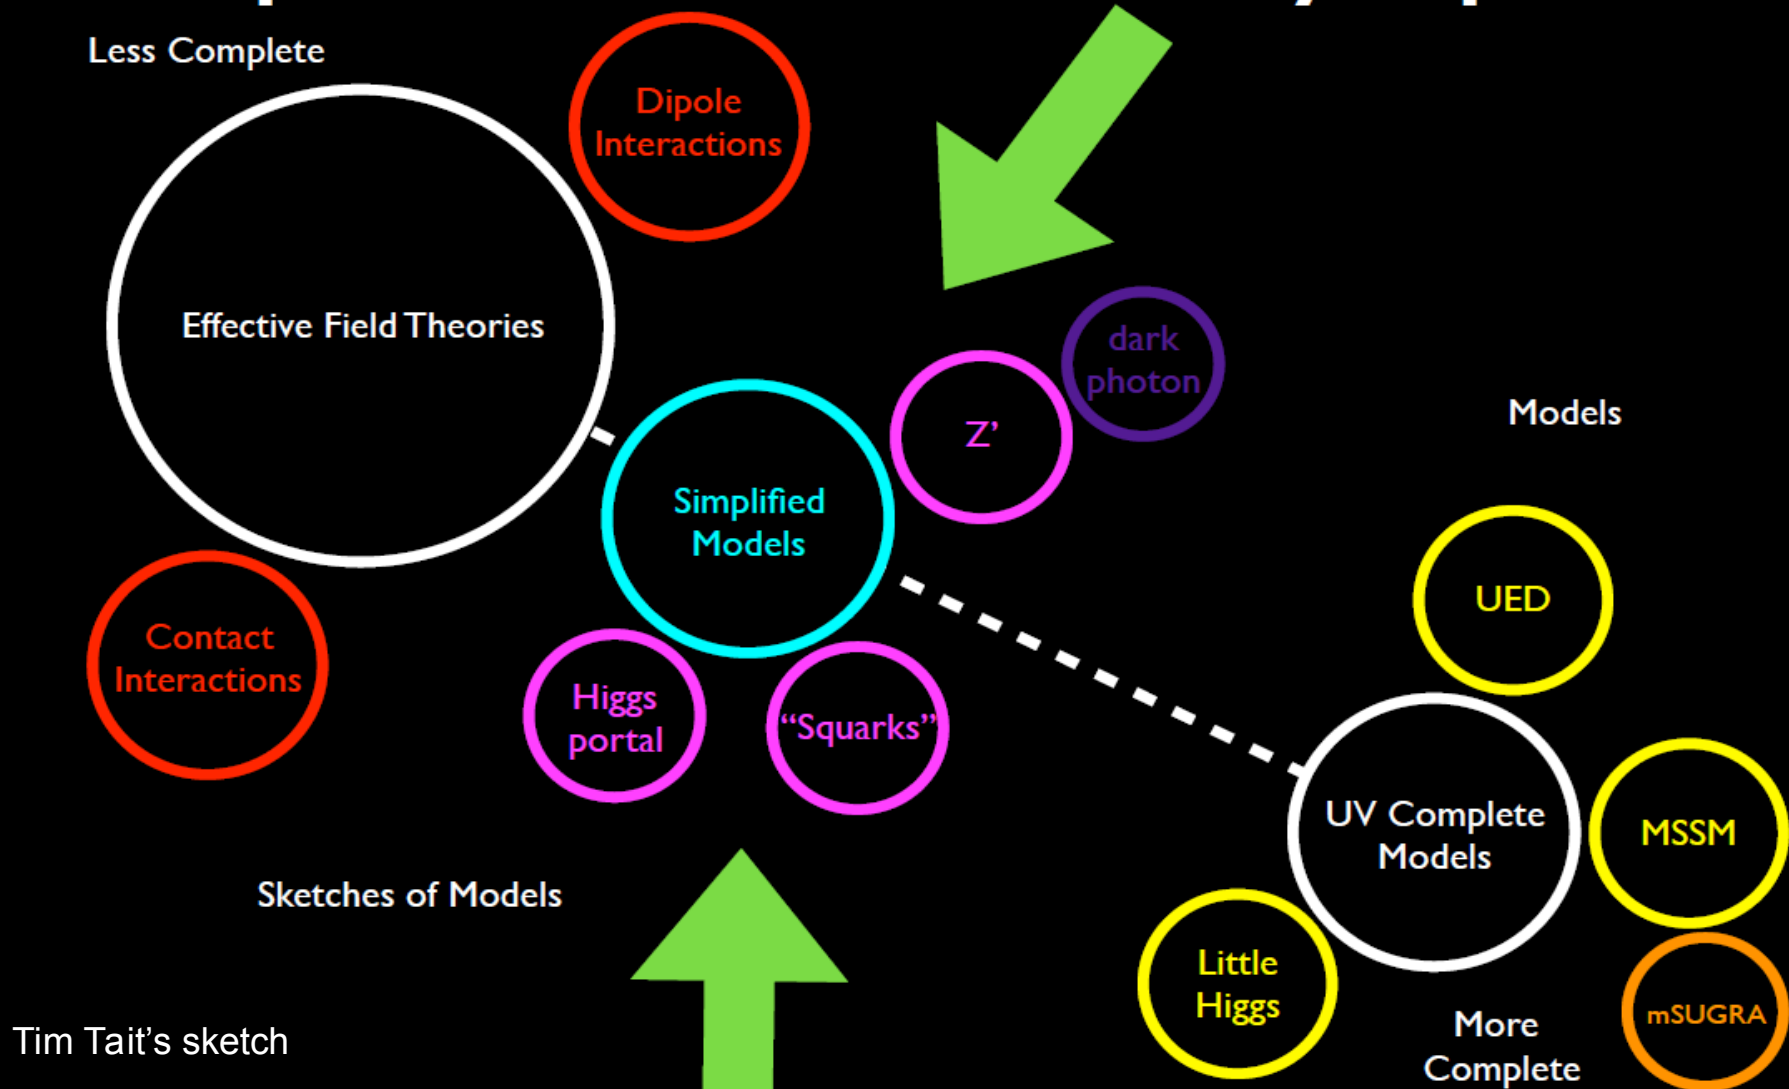 Less Complete
Dipole
Interactions
Effective Field Theories
dark
photon
Z’
Models
Simplified
Models
UED
Contact
Interactions
Higgs
portal
“Squarks”
UV Complete
Models
MSSM
Sketches of Models
Little
Higgs
More
Complete
mSUGRA
Tim Tait’s sketch